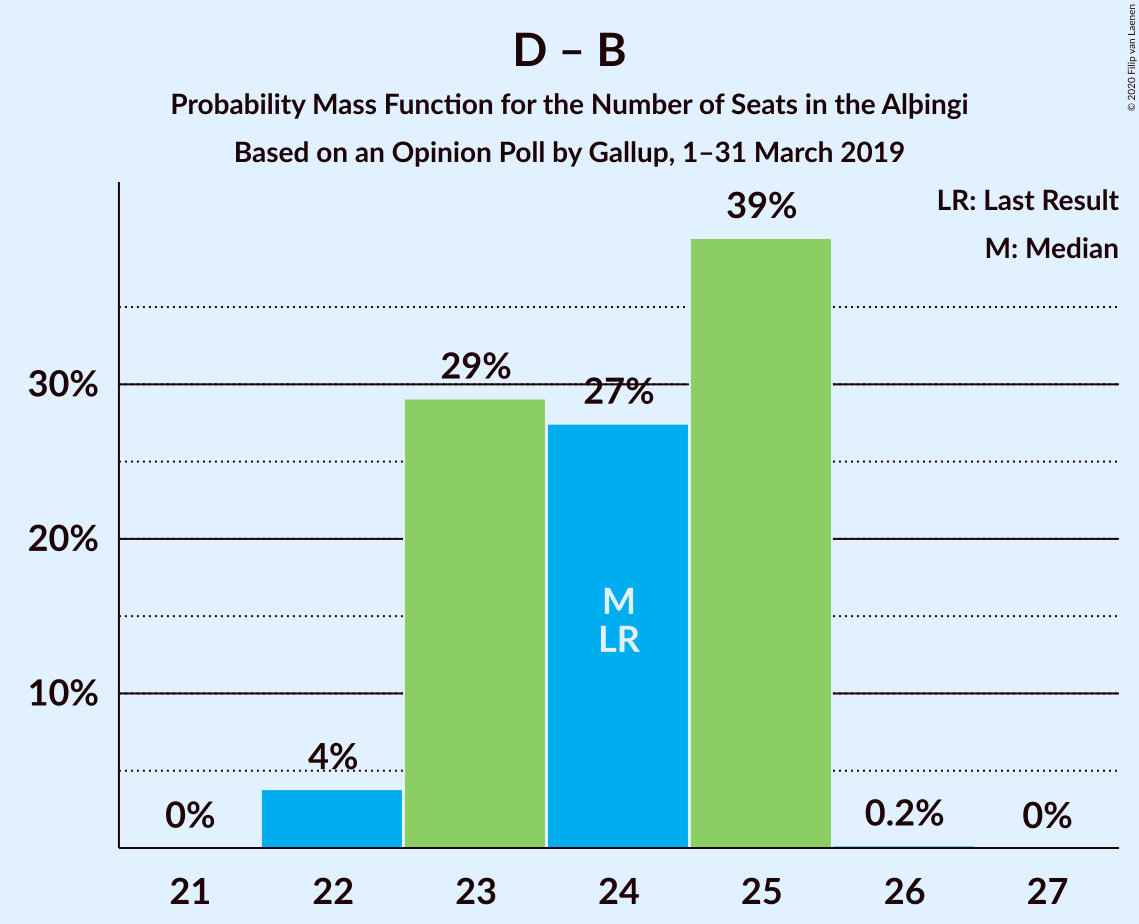 D – B
Probability Mass Function for the Number of Seats in the Alþingi
Based on an Opinion Poll by Gallup, 1–31 March 2019
© 2020 Filip van Laenen
LR: Last Result
M: Median
39%
29%
27%
30%
20%
10%
M
LR
4%
0%
0.2%
0%
21 22 23 24 25 26 27